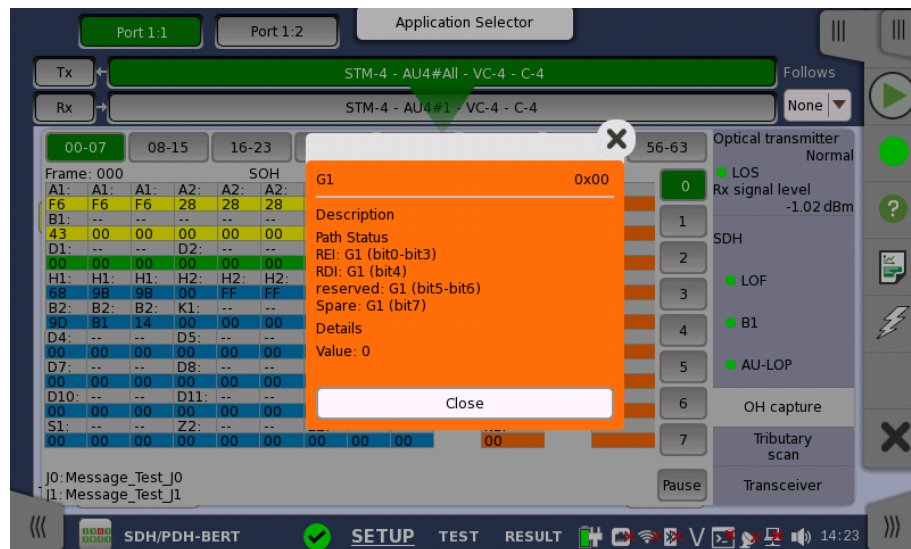 Port 1:1 Port 1:2 Application Selector
Tx STM-4 - AU4#All - VC-4 - C-4 Follows
Rx STM-4 - AU4#1 - VC-4 - C-4 None
00-07 08-15 16-23 56-63
Frame: 000 SOH
A1: A1: A1: A2: A2: A2:
F6 F6 F6 28 28 28
B1: -- -- -- -- --
43 00 00 00 00 00
D1: -- -- D2: -- --
00 00 00 00 00 00
H1: H1: H1: H2: H2: H2:
68 9B 9B 00 FF FF
B2: B2: B2: K1: -- --
9D B1 14 00 00 00
D4: -- -- D5: -- --
00 00 00 00 00 00
D7: -- -- D8: -- --
00 00 00 00 00 00
D10: -- -- D11: -- --
00 00 00 00 00 00
S1: -- -- Z2: -- --
00 00 00 00 00 00 00 00 00 00
J0: Message_Test_J0
J1: Message_Test_J1
G1 0x00
Description
Path Status
REI: G1 (bit0-bit3)
RDI: G1 (bit4)
reserved: G1 (bit5-bit6)
Spare: G1 (bit7)
Details
Value: 0
Close
0
1
2
3
4
5
6
7
Pause
Optical transmitter
Normal
LOS
Rx signal level
-1.02 dBm
SDH
LOF
B1
AU-LOP
OH capture
Tributary
scan
Transceiver
SDH/PDH-BERT SETUP TEST RESULT 14:23